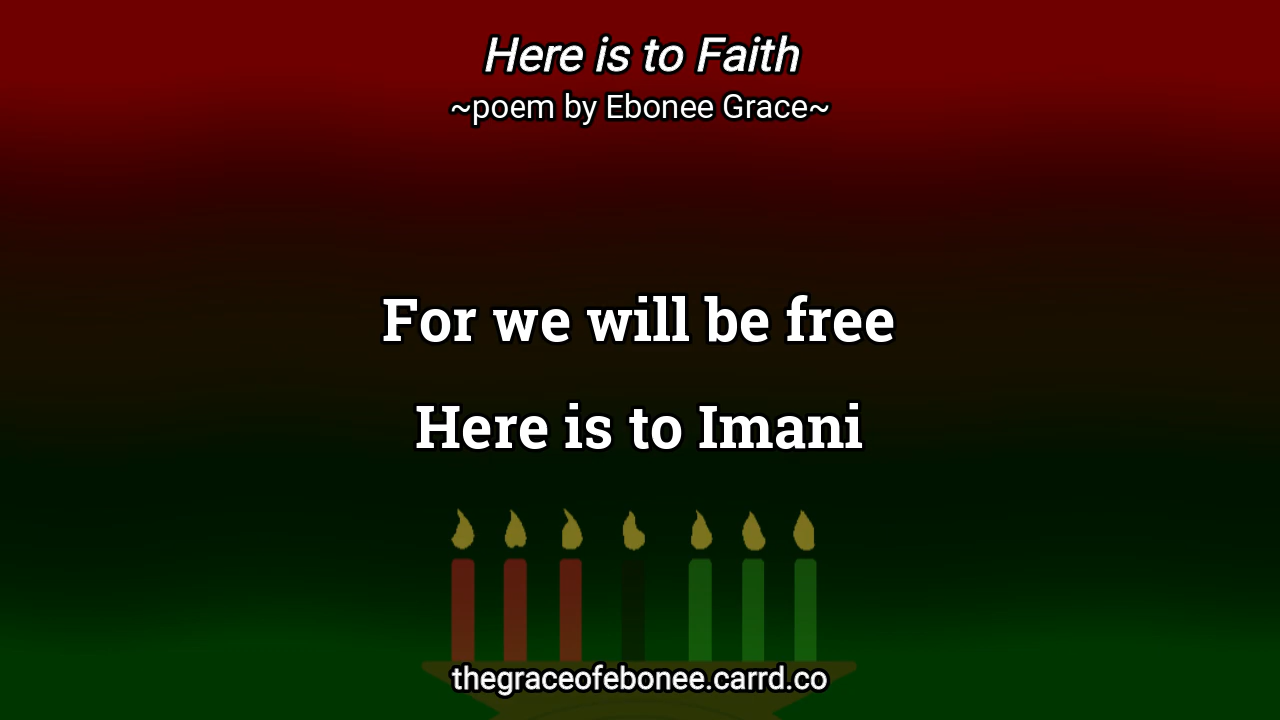 Here is to Faith
~poem by Ebonee Grace~
For we will be free
Here is to Imani
thegraceofebonee.carrd.co